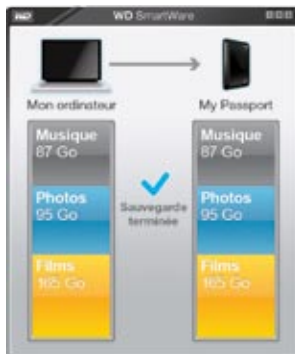 WD WD SmartWare
Mon ordinateur
My Passport
Musique
87 Go
Photos
95 Go
Films
165 Go
Sauvegarde
terminée
Musique
87 Go
Photos
95 Go
Films
165 Go